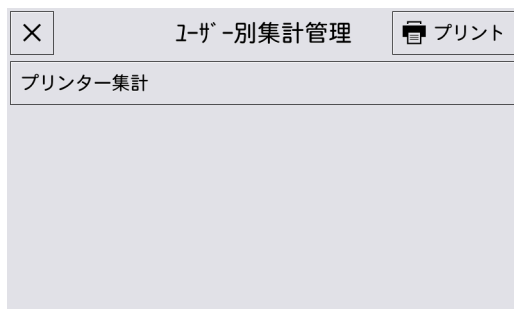 ﾕｰｻﾞｰ別集計管理
プリント
プリンター集計